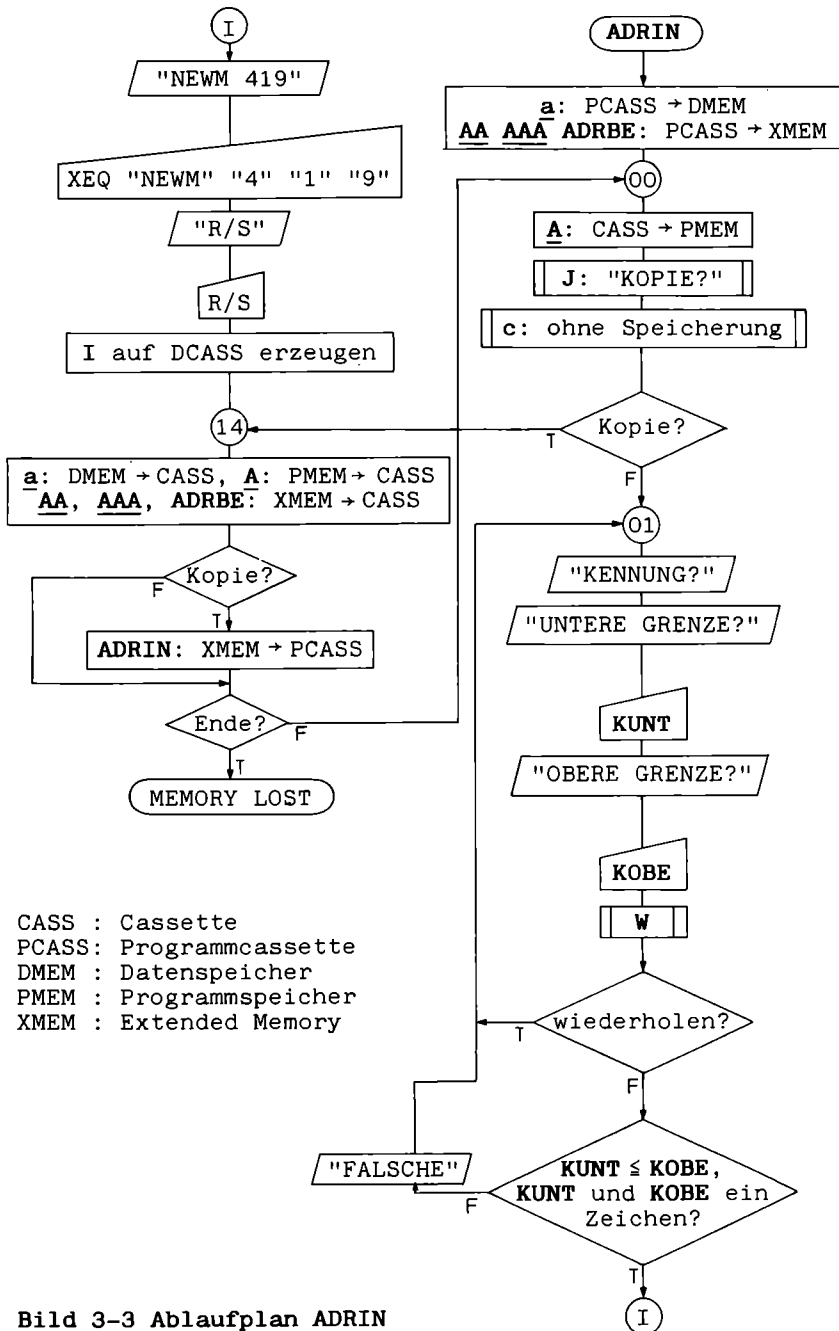 I
"NEWM 419"
XEQ "NEWM" "4" "1" "9"
"R/S"
R/S
I auf DCASS erzeugen
14
a: DMEM → CASS, A: PMEM → CASS
AA, AAA, ADRBE: XMEM → CASS
Kopie?
F
T
ADRIN: XMEM → PCASS
Ende?
F
T
MEMORY LOST
CASS : Cassette
PCASS: Programmcassette
DMEM : Datenspeicher
PMEM : Programmspeicher
XMEM : Extended Memory
ADRIN
a: PCASS → DMEM
AA AAA ADRBE: PCASS → XMEM
00
A: CASS → PMEM
J: "KOPIE?"
c: ohne Speicherung
Kopie?
T
F
01
"KENNUNG?"
"UNTERE GRENZE?"
KUNT
"OBERE GRENZE?"
KOBE
W
wiederholen?
T
F
"FALSCHE"
KUNT ≦ KOBE,
KUNT und KOBE ein
Zeichen?
F
T
I
Bild 3-3 Ablaufplan ADRIN